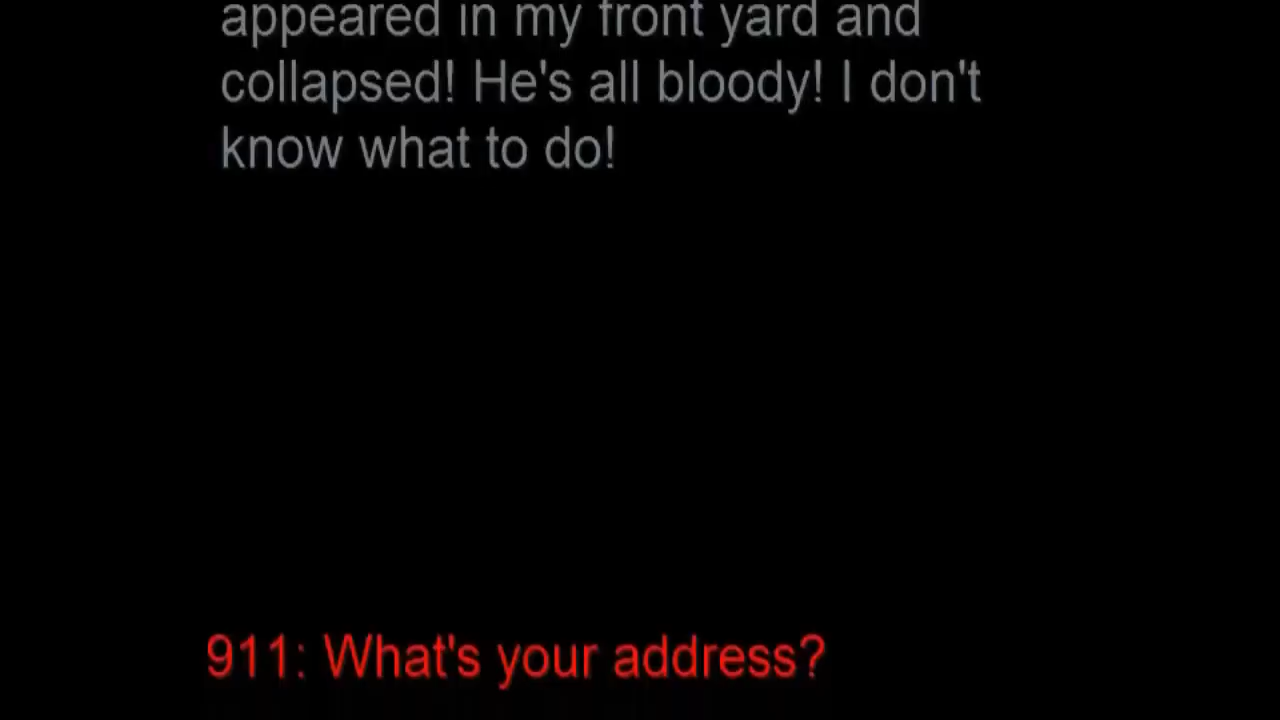 appeared in my front yard and
collapsed! He's all bloody! I don't
know what to do!
911: What's your address?